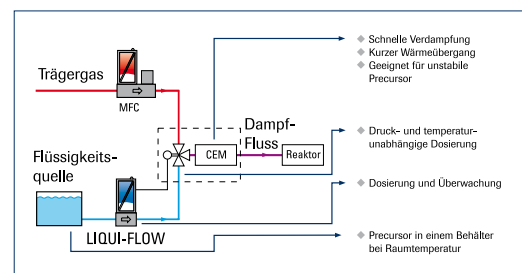 Trägergas
MFC
Flüssigkeits-
quelle
LIQUI-FLOW
Dampf-
Fluss
CEM
Reaktor
Schnelle Verdampfung
Kurzer Wärmeübergang
Geeignet für unstabile
Precursor
Druck- und temperatur-
unabhängige Dosierung
Dosierung und Überwachung
Precursor in einem Behälter
bei Raumtemperatur